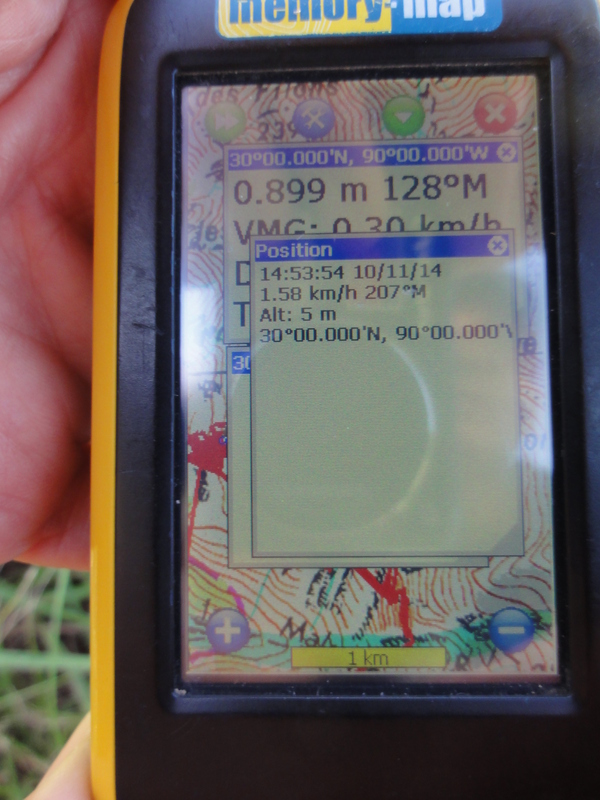 memory-map
30°00.000'N, 90°00.000'W
0.899 m 128°M
VMG: 0.30 km/h
D
T
Position
14:53:54 10/11/14
1.58 km/h 207°M
Alt: 5 m
30°00.000'N, 90°00.000'
30
1 km